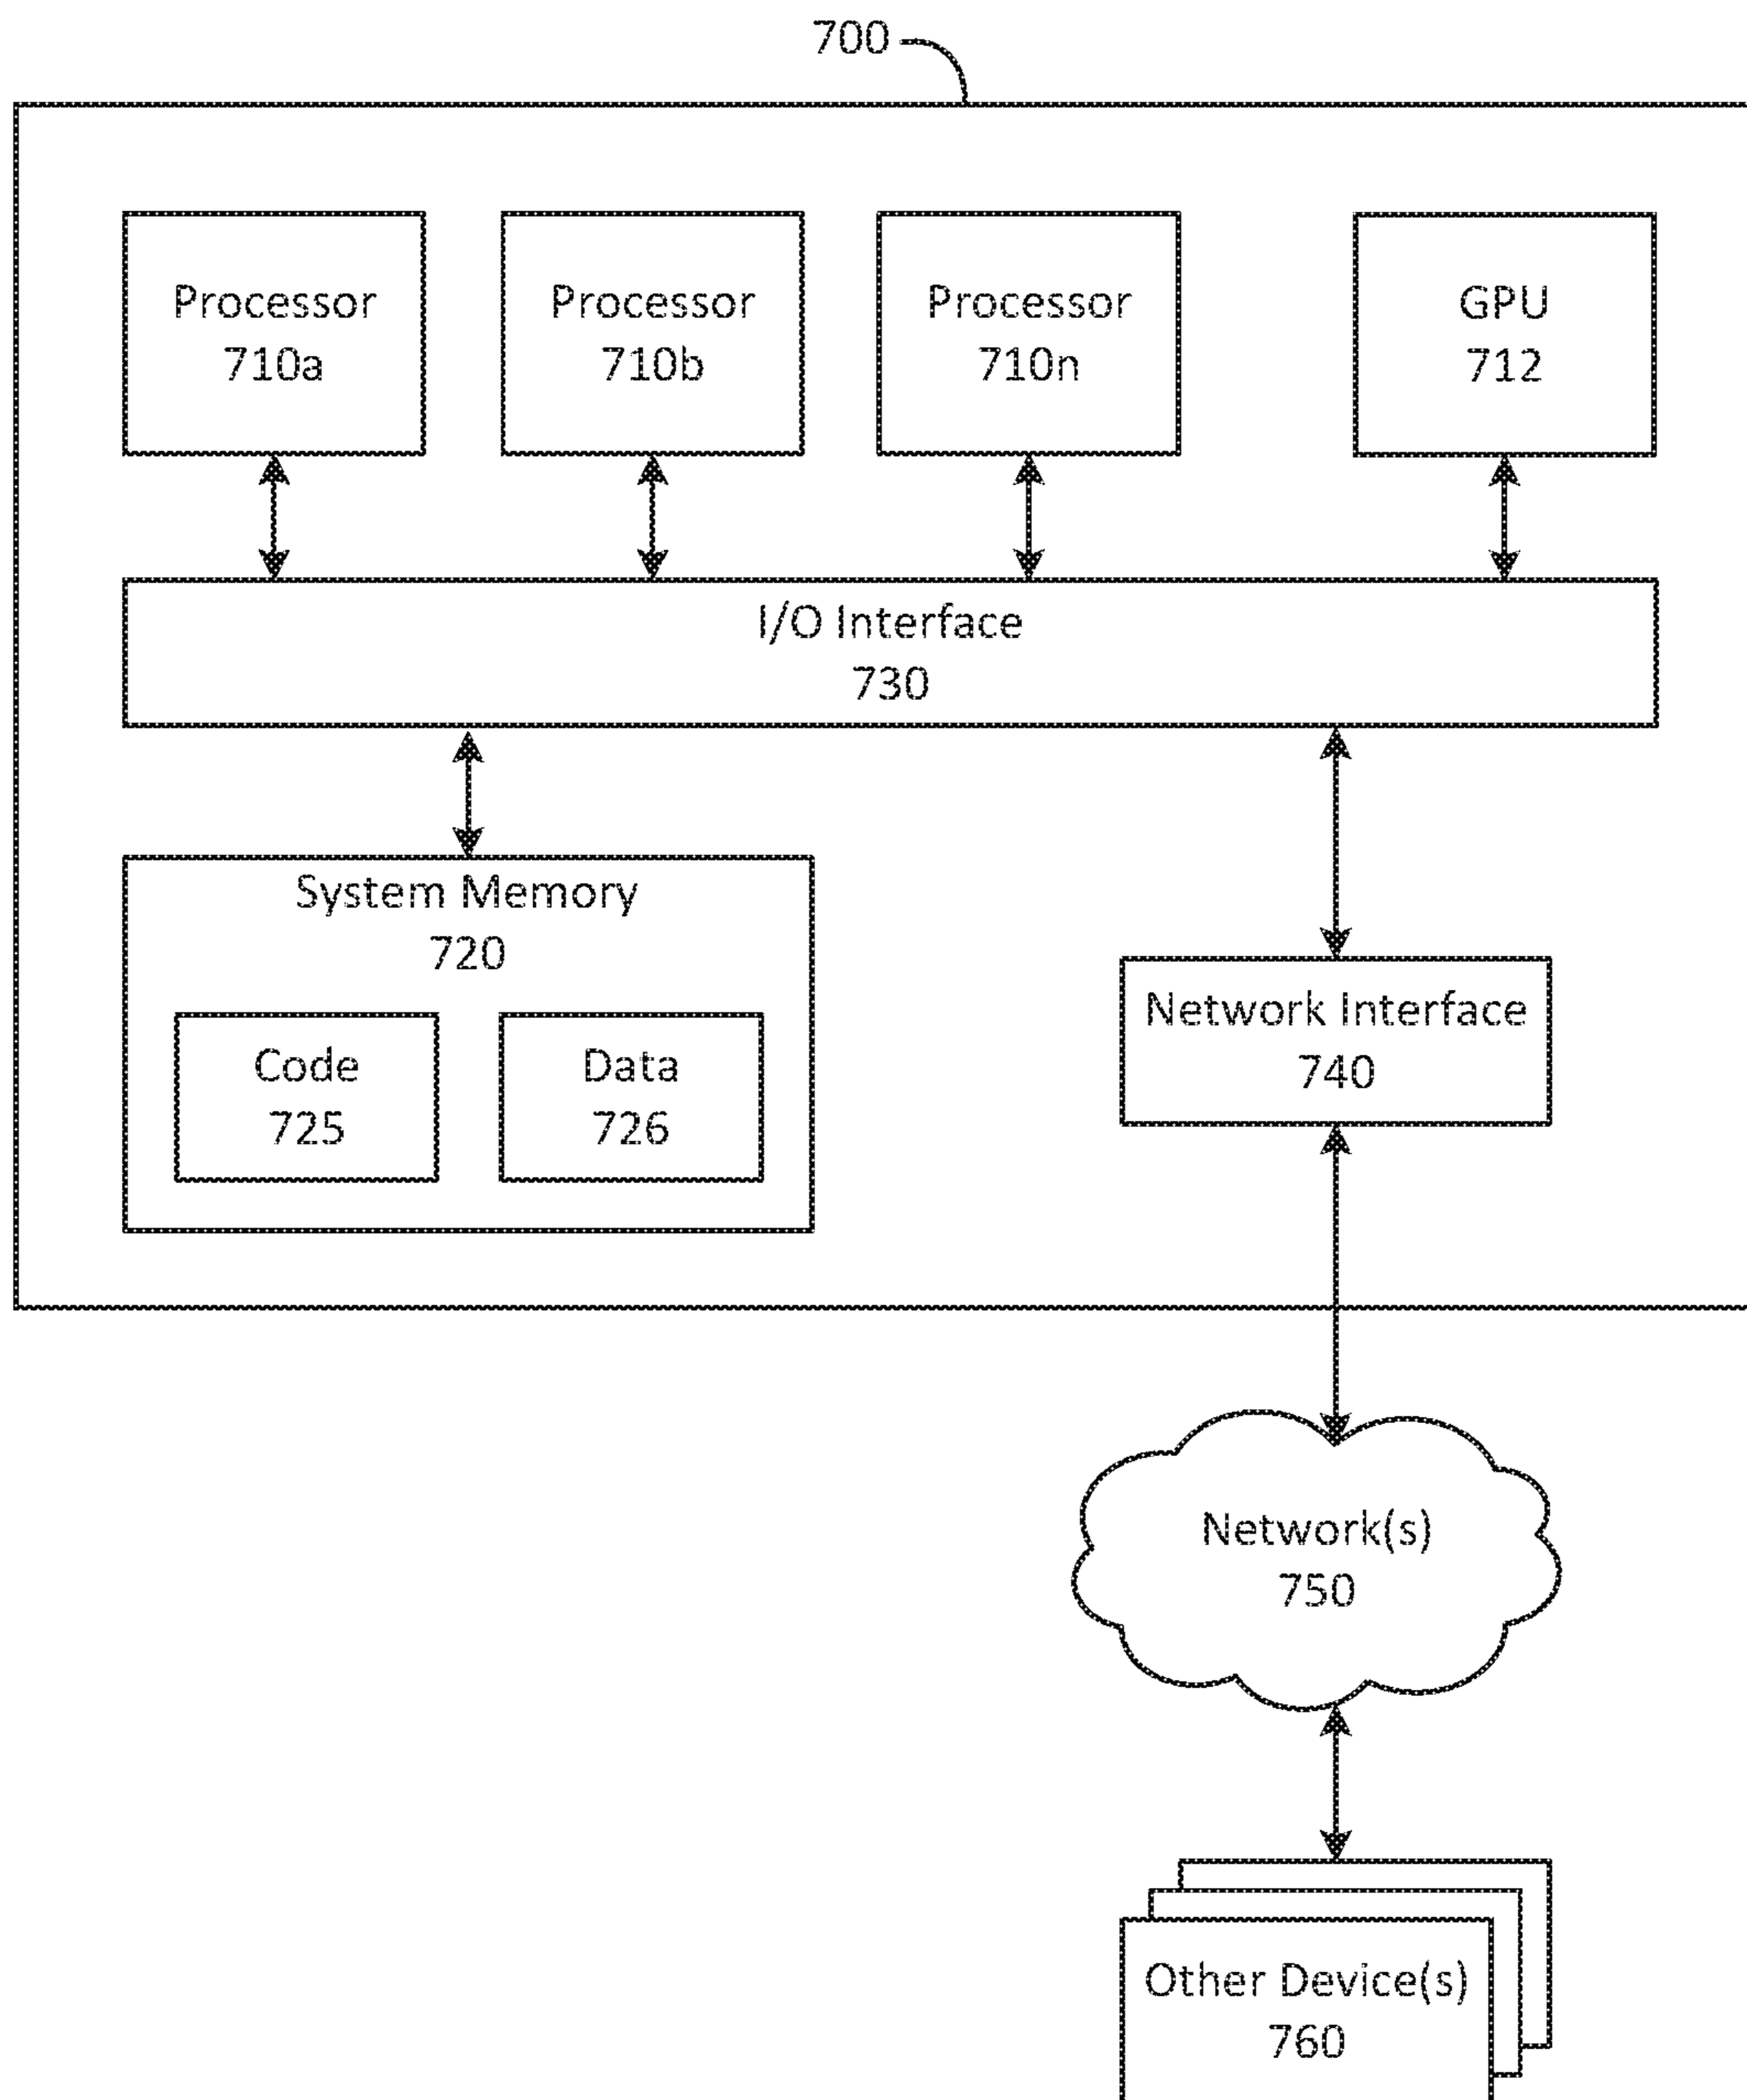 700
Processor
710a
Processor
710b
Processor
710n
GPU
712
I/O Interface
730
System Memory
720
Code
725
Data
726
Network Interface
740
Network(s)
750
Other Device(s)
760